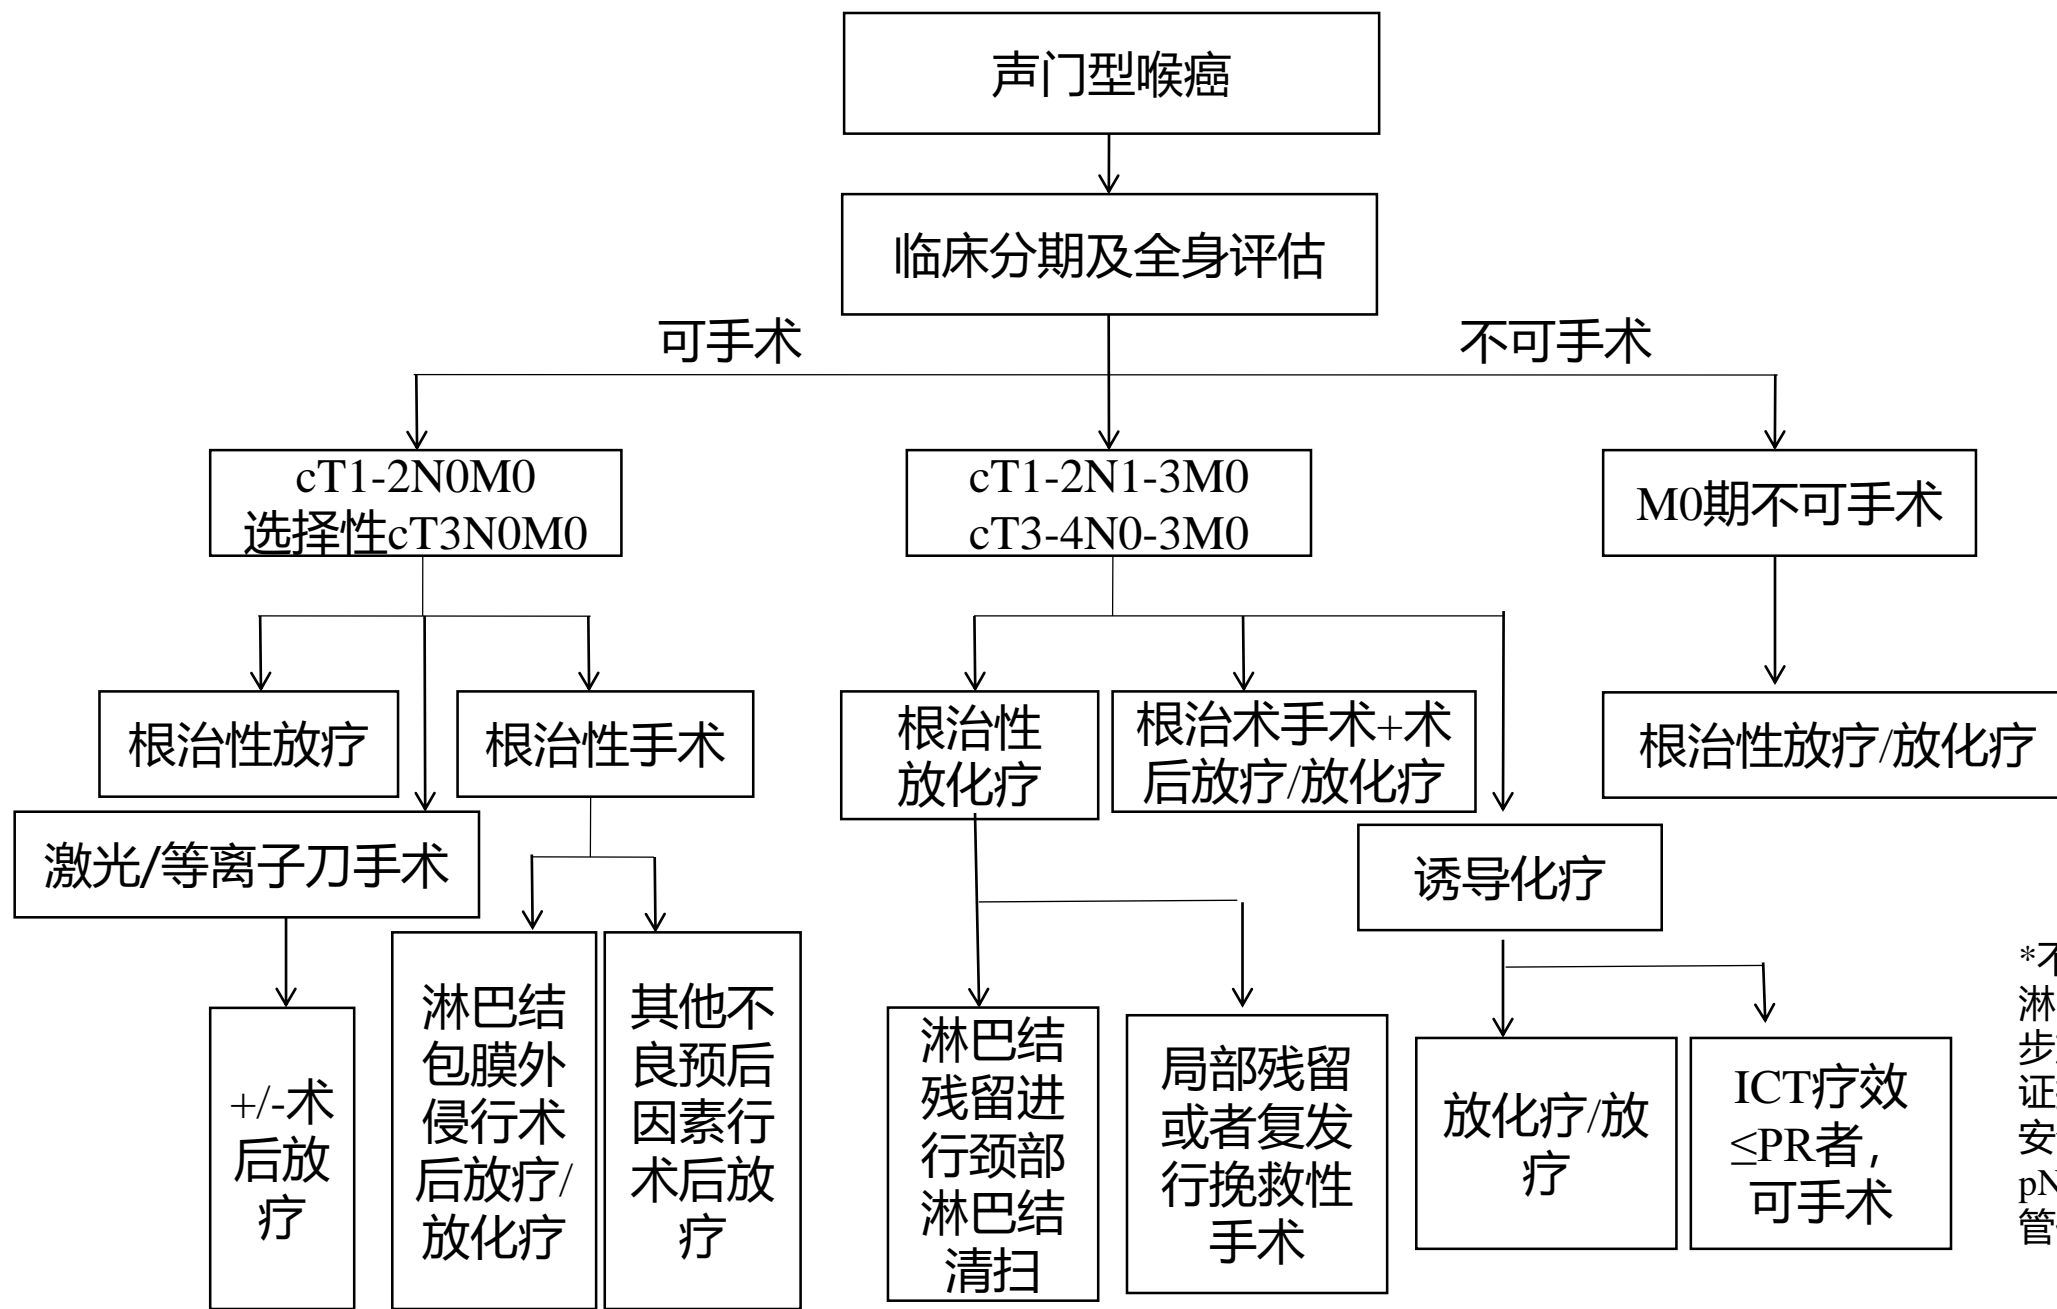 声门型喉癌
临床分期及全身评估
可手术
不可手术
cT1-2N0M0
选择性cT3N0M0
cT1-2N1-3M0
cT3-4N0-3M0
M0期不可手术
根治性放疗
根治性手术
根治性
放化疗
根治术手术+术
后放疗/放化疗
根治性放疗/放化疗
激光/等离子刀手术
诱导化疗
+/-术
后放
疗
淋巴结
包膜外
侵行术
后放疗/
放化疗
其他不
良预后
因素行
术后放
疗
淋巴结
残留进
行颈部
淋巴结
清扫
局部残留
或者复发
行挽救性
手术
放化疗/放
疗
ICT疗效
≤PR者，
可手术
*不
淋
步
证
安
pN
管